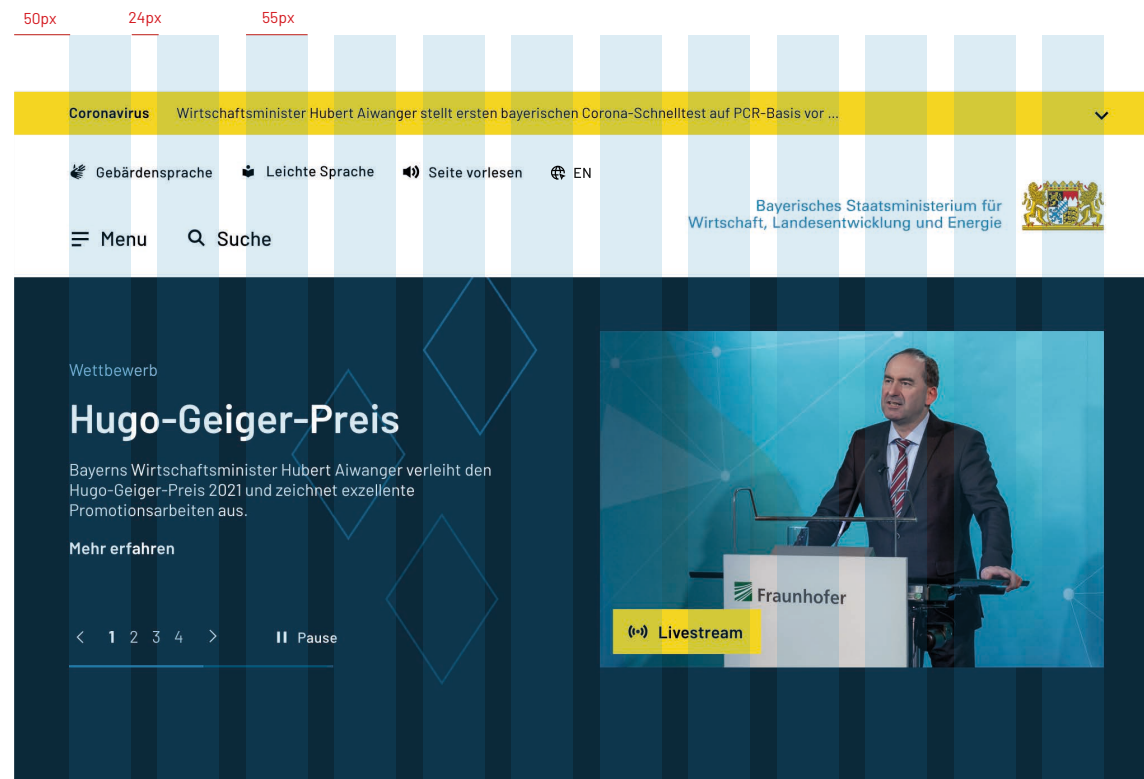 50px
24px
55px
Coronavirus Wirtschaftsminister Hubert Aiwanger stellt ersten bayerischen Corona-Schnelltest auf PCR-Basis vor ...
Gebärdensprache Leichte Sprache Seite vorlesen EN
Bayerisches Staatsministerium für
Wirtschaft, Landesentwicklung und Energie
Menu Suche
Wettbewerb
Hugo-Geiger-Preis
Bayerns Wirtschaftsminister Hubert Aiwanger verleiht den
Hugo-Geiger-Preis 2021 und zeichnet exzellente
Promotionsarbeiten aus.
Mehr erfahren
1 2 3 4 Pause
Fraunhofer
Livestream